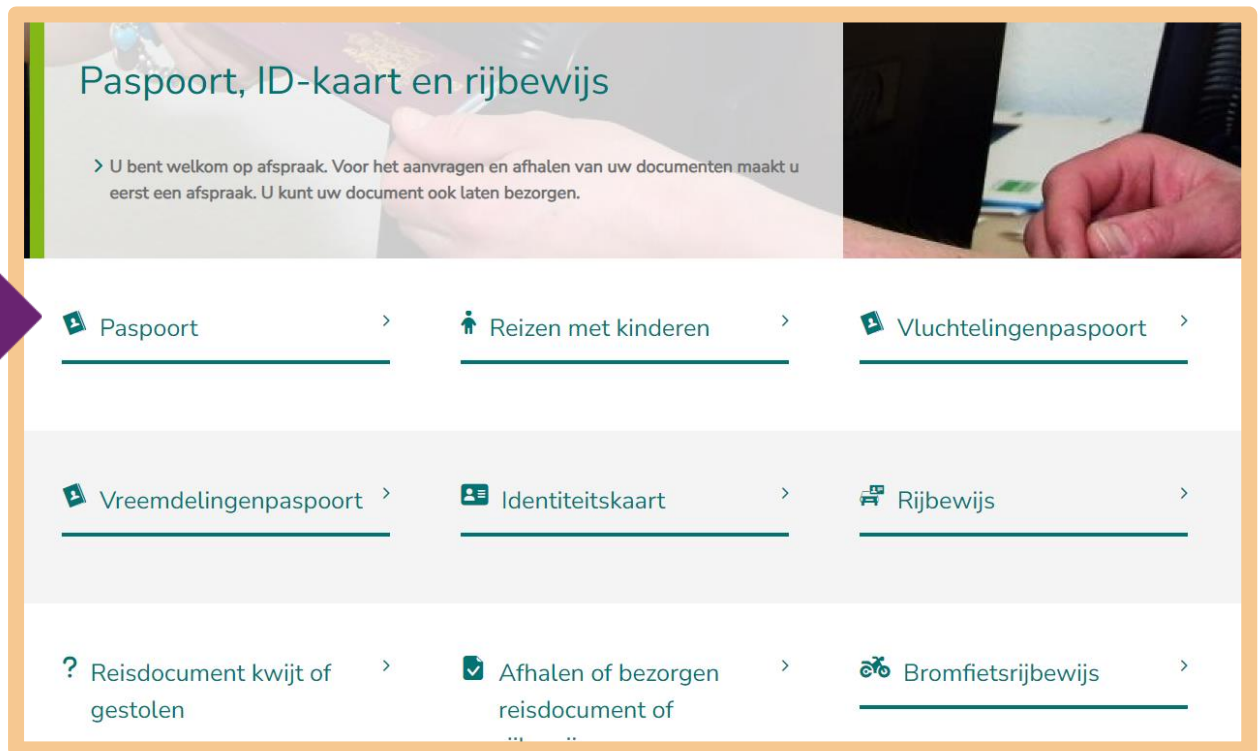 Paspoort, ID-kaart en rijbewijs
U bent welkom op afspraak. Voor het aanvragen en afhalen van uw documenten maakt u
eerst een afspraak. U kunt uw document ook laten bezorgen.
Paspoort
Reizen met kinderen
Vluchtelingenpaspoort
Vreemdelingenpaspoort
Identiteitskaart
Rijbewijs
? Reisdocument kwijt of
gestolen
Afhalen of bezorgen
reisdocument of
Bromfietsrijbewijs